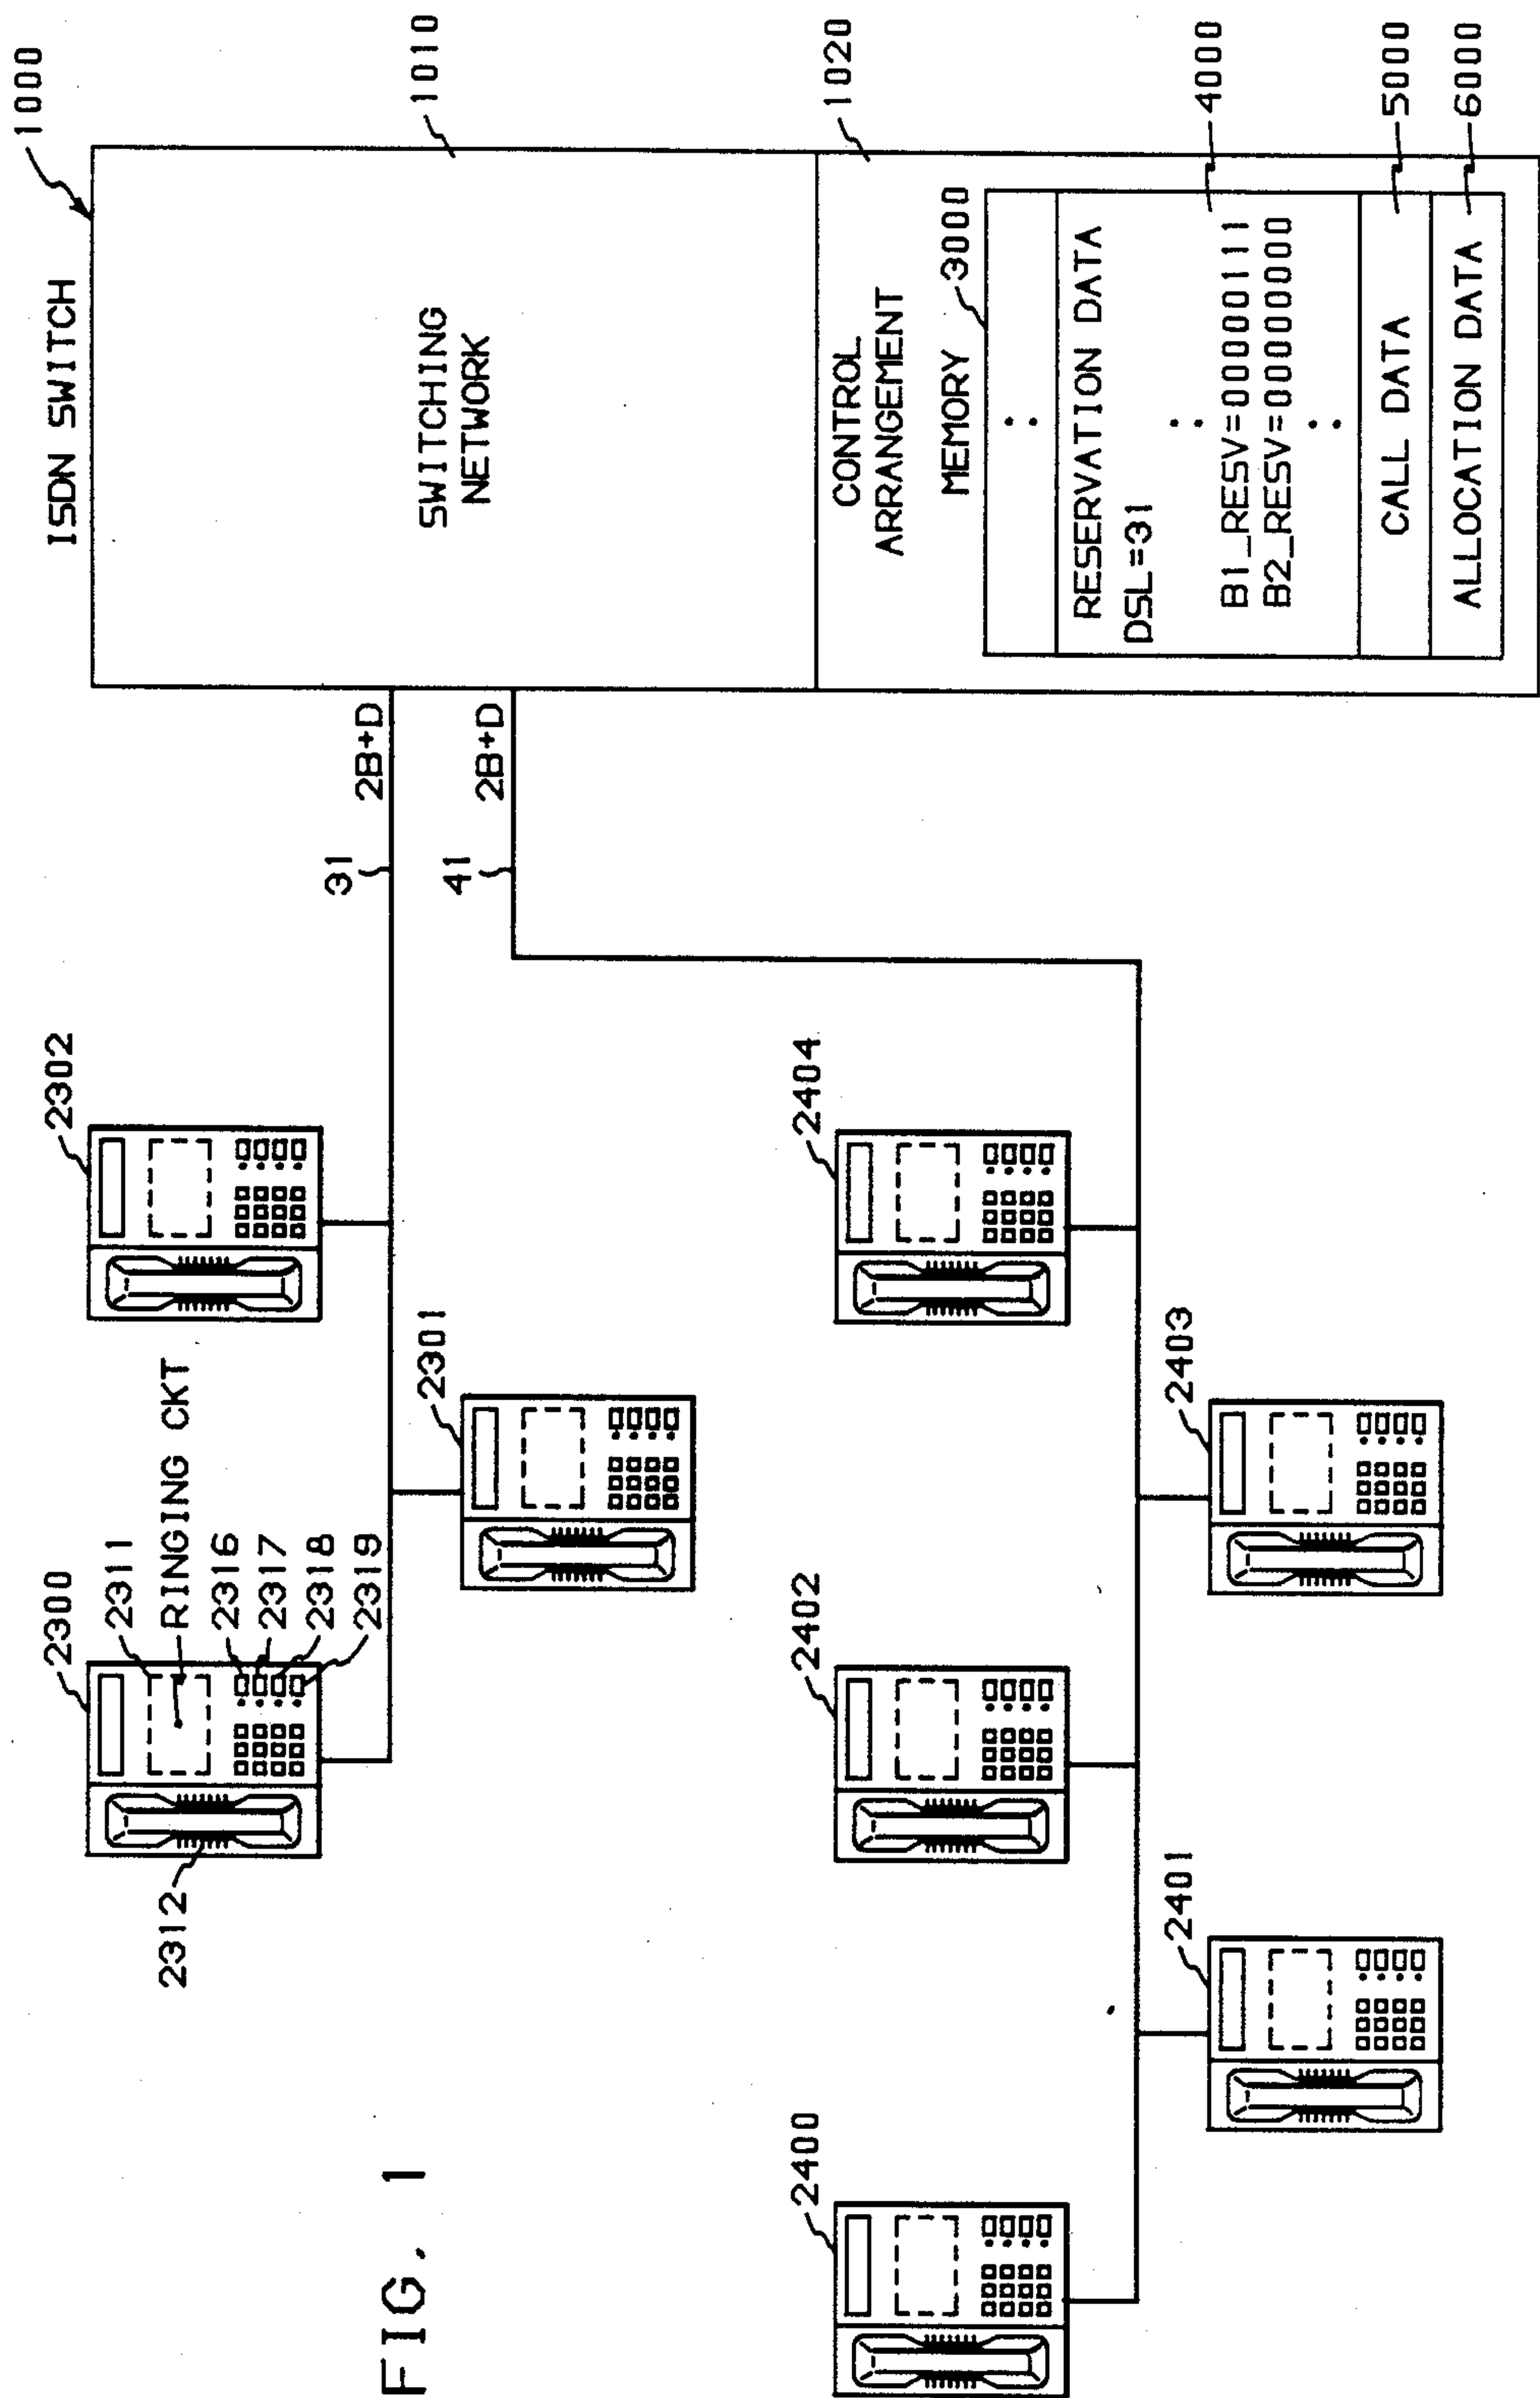 FIG. 1
ISDN SWITCH
1000
SWITCHING
NETWORK
1010
CONTROL
ARRANGEMENT
1020
MEMORY
3000
:
RESERVATION DATA
DSL=31
:
B1_RESV=00000111
B2_RESV=00000000
:
4000
CALL DATA
5000
ALLOCATION DATA
6000
31
2B+D
41
2B+D
2300
2311
RINGING CKT
2316
2317
2318
2319
2312
2301
2302
2400
2401
2402
2403
2404